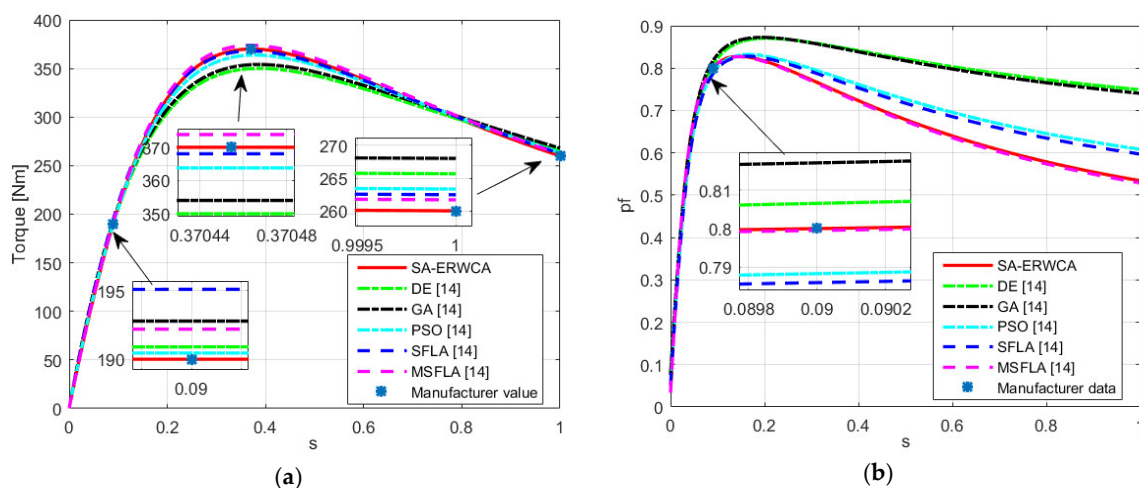 400
350
300
250
200
150
100
50
0
Torque [Nm]
0 0.2 0.4 0.6 0.8 1
s
370
360
350
0.37044 0.37048
270
265
260
0.9995 1
195
190
0.09
SA-ERWCA
DE [14]
GA [14]
PSO [14]
SFLA [14]
MSFLA [14]
Manufacturer value
(a)
0.9
0.8
0.7
0.6
0.5
0.4
0.3
0.2
0.1
0
pf
0 0.2 0.4 0.6 0.8 1
s
0.81
0.8
0.79
0.0898 0.09 0.0902
SA-ERWCA
DE [14]
GA [14]
PSO [14]
SFLA [14]
MSFLA [14]
Manufacturer data
(b)